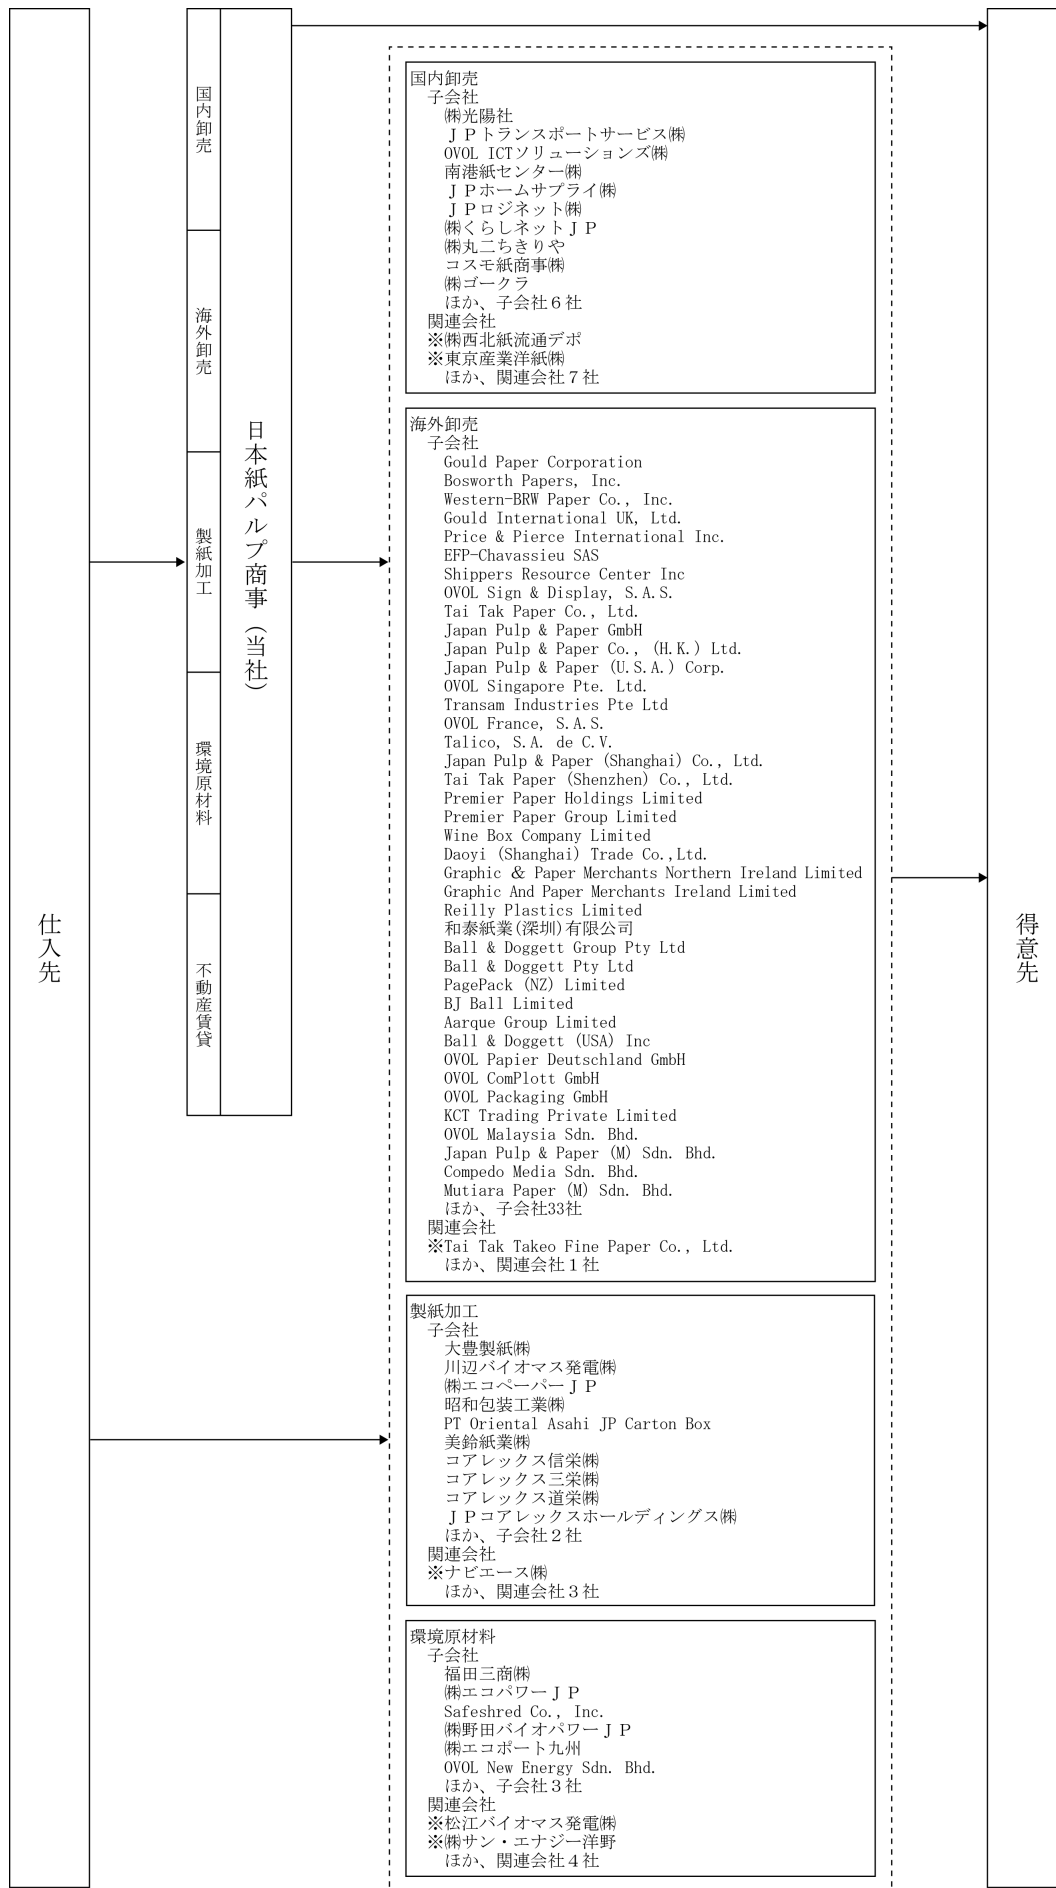 仕入先
国内卸売
海外卸売
製紙加工
環境原材料
不動産賃貸
日本紙パルプ商事（当社）
国内卸売
子会社
㈱光陽社
ＪＰトランスポートサービス㈱
OVOL ICTソリューションズ㈱
南港紙センター㈱
ＪＰホームサプライ㈱
ＪＰロジネット㈱
㈱くらしネットＪＰ
㈱丸二ちきりや
コスモ紙商事㈱
㈱ゴークラ
ほか、子会社６社
関連会社
※㈱西北紙流通デポ
※東京産業洋紙㈱
ほか、関連会社７社
海外卸売
子会社
Gould Paper Corporation
Bosworth Papers, Inc.
Western-BRW Paper Co., Inc.
Gould International UK, Ltd.
Price & Pierce International Inc.
EFP-Chavassieu SAS
Shippers Resource Center Inc
OVOL Sign & Display, S.A.S.
Tai Tak Paper Co., Ltd.
Japan Pulp & Paper GmbH
Japan Pulp & Paper Co., (H.K.) Ltd.
Japan Pulp & Paper (U.S.A.) Corp.
OVOL Singapore Pte. Ltd.
Transam Industries Pte Ltd
OVOL France, S.A.S.
Talico, S.A. de C.V.
Japan Pulp & Paper (Shanghai) Co., Ltd.
Tai Tak Paper (Shenzhen) Co., Ltd.
Premier Paper Holdings Limited
Premier Paper Group Limited
Wine Box Company Limited
Daoyi (Shanghai) Trade Co.,Ltd.
Graphic ＆ Paper Merchants Northern Ireland Limited
Graphic And Paper Merchants Ireland Limited
Reilly Plastics Limited
和泰紙業(深圳)有限公司
Ball & Doggett Group Pty Ltd
Ball & Doggett Pty Ltd
PagePack (NZ) Limited
BJ Ball Limited
Aarque Group Limited
Ball & Doggett (USA) Inc
OVOL Papier Deutschland GmbH
OVOL ComPlott GmbH
OVOL Packaging GmbH
KCT Trading Private Limited
OVOL Malaysia Sdn. Bhd.
Japan Pulp & Paper (M) Sdn. Bhd.
Compedo Media Sdn. Bhd.
Mutiara Paper (M) Sdn. Bhd.
ほか、子会社33社
関連会社
※Tai Tak Takeo Fine Paper Co., Ltd.
ほか、関連会社１社
製紙加工
子会社
大豊製紙㈱
川辺バイオマス発電㈱
㈱エコペーパーＪＰ
昭和包装工業㈱
PT Oriental Asahi JP Carton Box
美鈴紙業㈱
コアレックス信栄㈱
コアレックス三栄㈱
コアレックス道栄㈱
ＪＰコアレックスホールディングス㈱
ほか、子会社２社
関連会社
※ナビエース㈱
ほか、関連会社３社
環境原材料
子会社
福田三商㈱
㈱エコパワーＪＰ
Safeshred Co., Inc.
㈱野田バイオパワーＪＰ
㈱エコポート九州
OVOL New Energy Sdn. Bhd.
ほか、子会社３社
関連会社
※松江バイオマス発電㈱
※㈱サン・エナジー洋野
ほか、関連会社４社
得意先